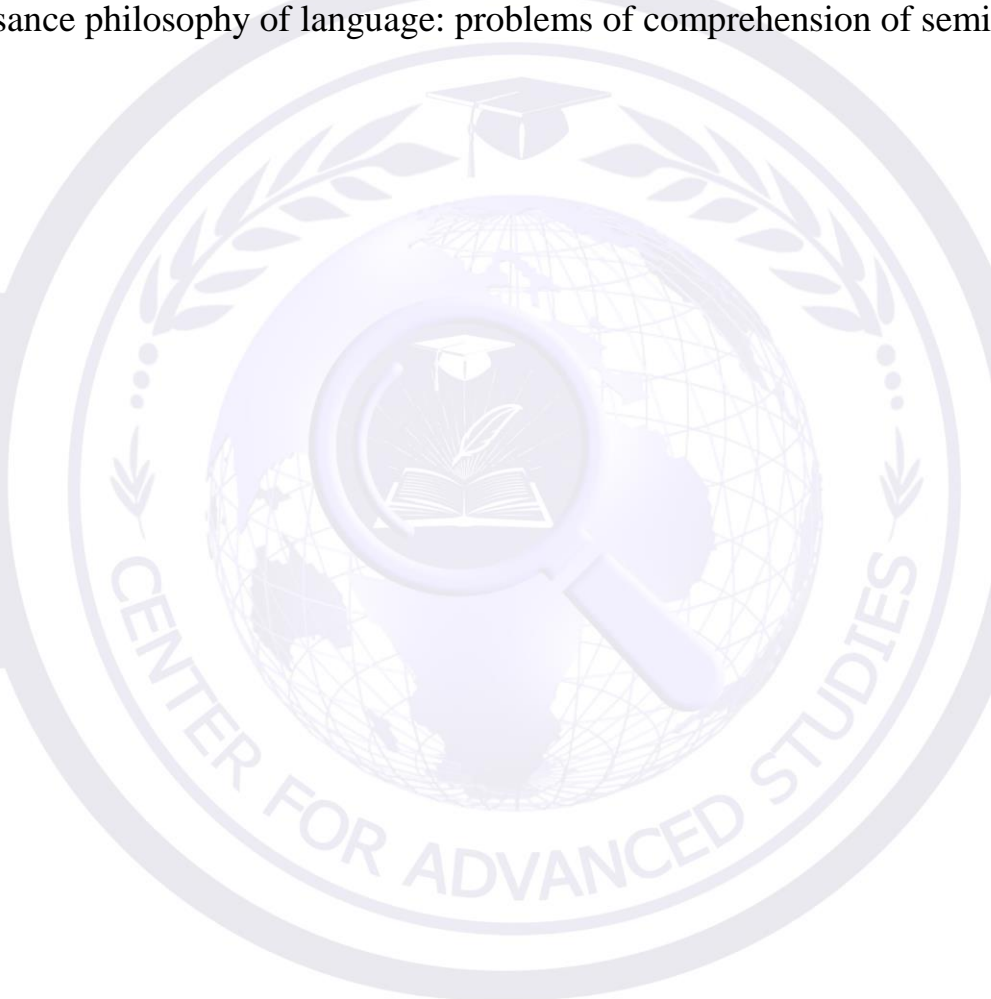 sance philosophy of language: problems of comprehension of semi
CENTER FOR ADVANCED STUDIES